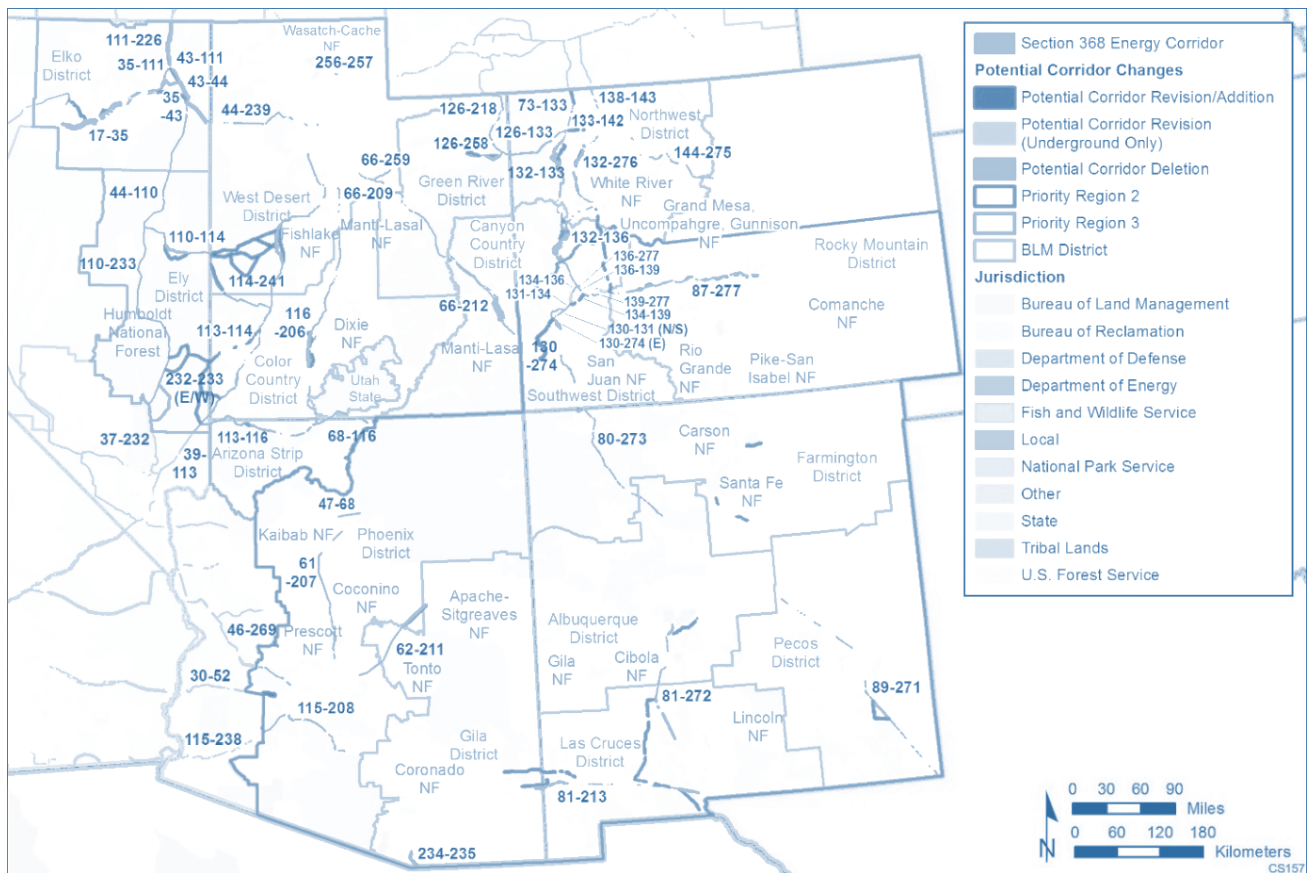 Wasatch-Cache
NF
256-257
111-226
Elko
District
35-111
43-111
43-44
35
-43
17-35
44-239
126-218
73-133
138-143
133-142
Northwest
District
126-133
126-258
144-275
132-276
132-133
White River
NF
66-259
66-209
Green River
District
44-110
West Desert
District
Fishlake
NF
Manti-Lasal
NF
Canyon
Country
District
Grand Mesa,
Uncompahgre, Gunnison
NF
132-136
110-114
110-233
114-241
Ely
District
136-277
136-139
134-136
131-134
87-277
Rocky Mountain
District
Comanche
NF
139-277
134-139
130-131 (N/S)
130-274 (E)
66-212
Humboldt
National
Forest
113-114
116
-206
Dixie
NF
Manti-Lasal
NF
130
-274
San
Juan NF
Rio
Grande
NF
Pike-San
Isabel NF
Southwest District
232-233
(E/W)
Color
Country
District
Utah
State
37-232
39-
113
113-116
Arizona Strip
District
68-116
80-273
Carson
NF
Farmington
District
Santa Fe
NF
47-68
Kaibab NF
Phoenix
District
61
-207
Coconino
NF
Apache-
Sitgreaves
NF
Albuquerque
District
Gila
NF
Cibola
NF
Pecos
District
46-269
Prescott
NF
62-211
Tonto
NF
30-52
115-208
81-272
Lincoln
NF
89-271
115-238
Gila
District
Coronado
NF
Las Cruces
District
81-213
234-235
Section 368 Energy Corridor
Potential Corridor Changes
Potential Corridor Revision/Addition
Potential Corridor Revision
(Underground Only)
Potential Corridor Deletion
Priority Region 2
Priority Region 3
BLM District
Jurisdiction
Bureau of Land Management
Bureau of Reclamation
Department of Defense
Department of Energy
Fish and Wildlife Service
Local
National Park Service
Other
State
Tribal Lands
U.S. Forest Service
0 30 60 90
Miles
0 60 120 180
Kilometers
N
CS157